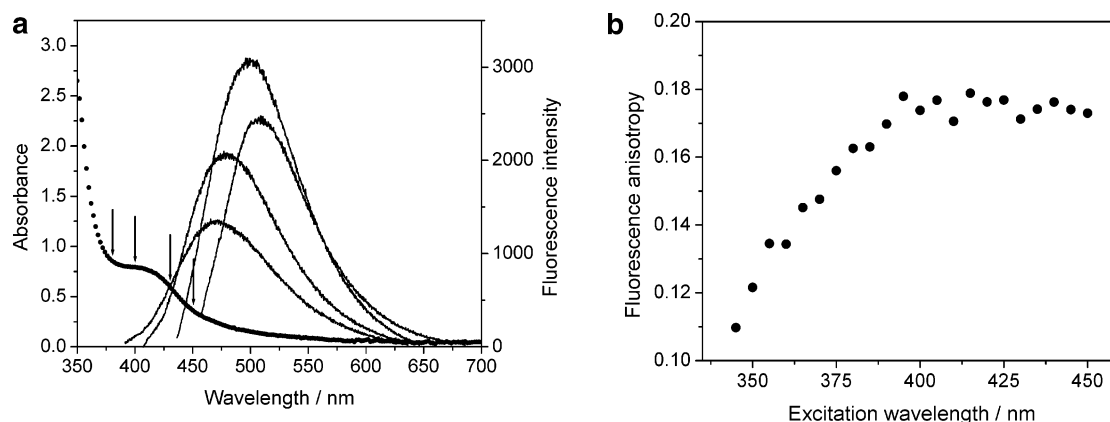 a
3.0
2.5
2.0
1.5
1.0
0.5
0.0
Absorbance
3000
2000
1000
0
Fluorescence intensity
350 400 450 500 550 600 650 700
Wavelength / nm
b
0.20
0.18
0.16
0.14
0.12
0.10
Fluorescence anisotropy
350 375 400 425 450
Excitation wavelength / nm